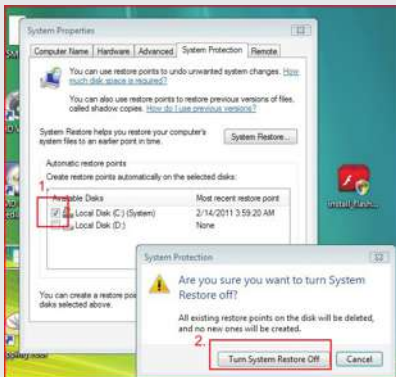 System Properties
Computer Name Hardware Advanced System Protection Remote
You can use restore points to undo unwanted system changes. How
much disk space is required?
You can also use restore points to restore previous versions of files,
called shadow copies. How do I use previous versions?
System Restore helps you restore your computer's
system files to an earlier point in time.
System Restore...
Automatic restore points
Create restore points automatically on the selected disks:
1.
Available Disks Most recent restore point
Local Disk (C:) (System) 2/14/2011 3:59:20 AM
Local Disk (D:) None
You can create a restore poi
disks selected above.
install_flash...
System Protection
Are you sure you want to turn System
Restore off?
All existing restore points on the disk will be deleted,
and no new ones will be created.
2.
Turn System Restore Off Cancel